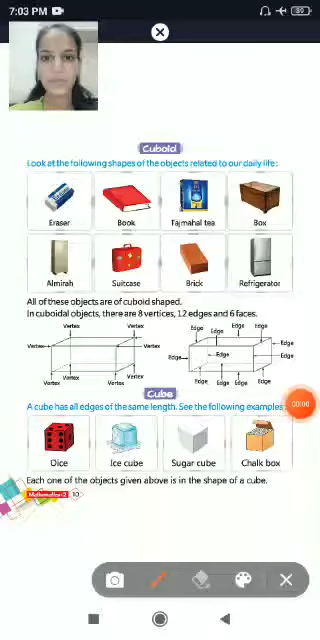 7:03 PM
59
Cuboid
Look at the following shapes of the objects related to our daily life :
Eraser
Book
Tajmahal tea
Box
Almirah
Suitcase
Brick
Refrigerator
All of these objects are of cuboid shaped.
In cuboidal objects, there are 8 vertices, 12 edges and 6 faces.
Vertex Vertex Edge Edge Edge Edge
Vertex Vertex Edge Edge Edge Edge
Vertex Vertex Vertex Vertex Edge Edge Edge Edge
Cube
A cube has all edges of the same length. See the following examples:
00:00
Dice
Ice cube
Sugar cube
Chalk box
Each one of the objects given above is in the shape of a cube.
Mathematics-2 10